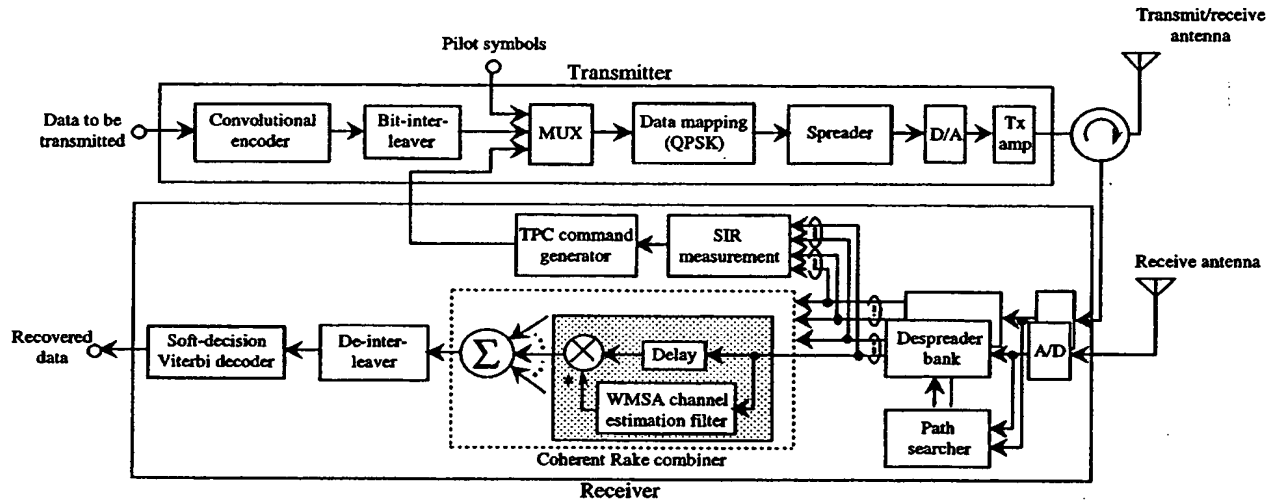 Transmit/receive
antenna
Pilot symbols
Transmitter
Data to be
transmitted
Convolutional
encoder
Bit-inter-
leaver
MUX
Data mapping
(QPSK)
Spreader
D/A
Tx
amp
TPC command
generator
SIR
measurement
Receive antenna
Recovered
data
Soft-decision
Viterbi decoder
De-inter-
leaver
Σ
*
Delay
WMSA channel
estimation filter
Coherent Rake combiner
Despreader
bank
A/D
Path
searcher
Receiver